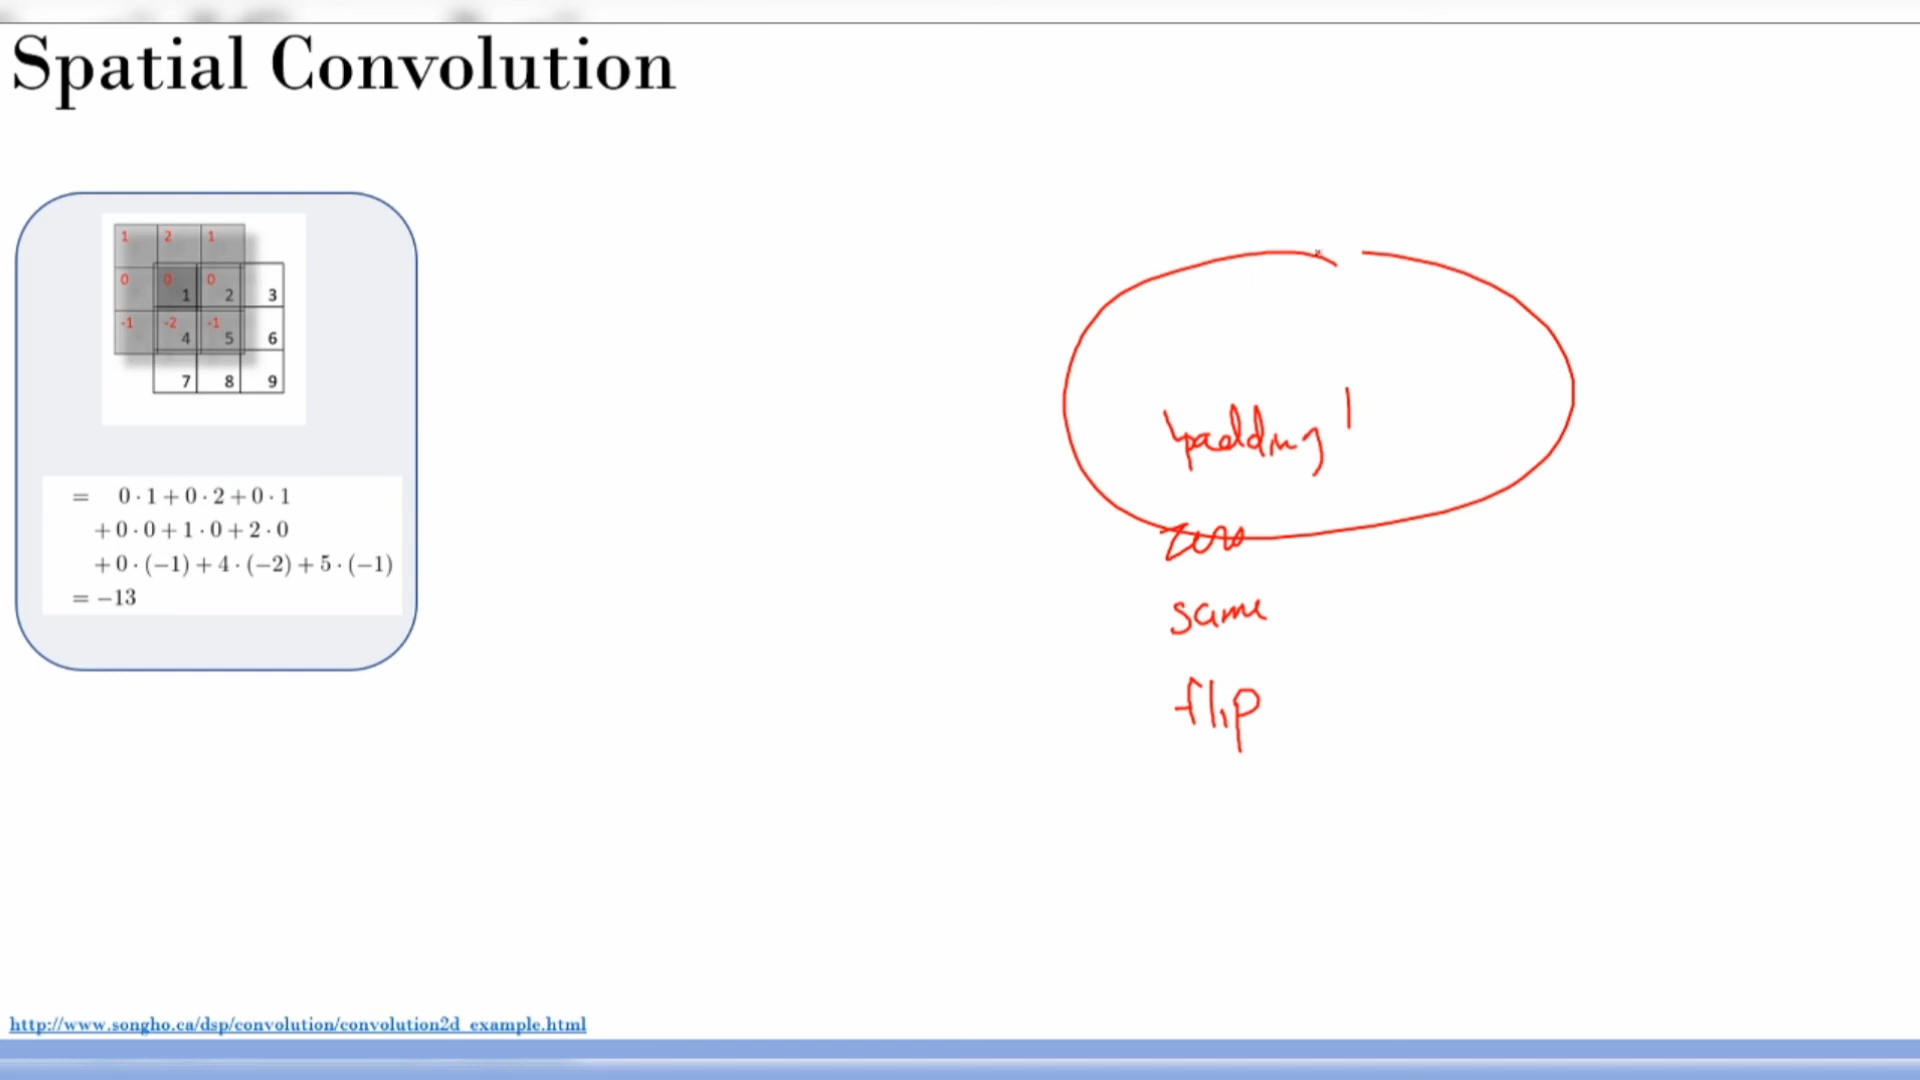 Spatial Convolution
1 2 1
0 0 0
1 2 3
-1 -2 -1
4 5 6
7 8 9
= 0 · 1 + 0 · 2 + 0 · 1
+ 0 · 0 + 1 · 0 + 2 · 0
+ 0 · (−1) + 4 · (−2) + 5 · (−1)
= −13
padding
zero
same
flip
http://www.songho.ca/dsp/convolution/convolution2d_example.html